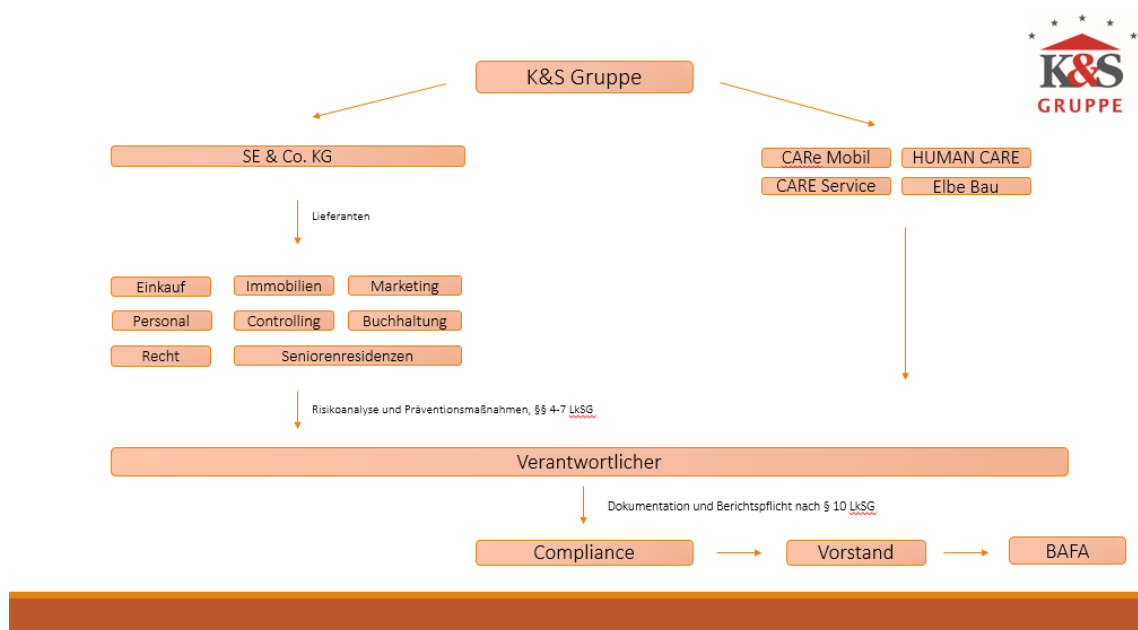 K&S Gruppe
K&S
GRUPPE
SE & Co. KG
CARe Mobil
HUMAN CARE
CARE Service
Elbe Bau
Lieferanten
Einkauf
Immobilien
Marketing
Personal
Controlling
Buchhaltung
Recht
Seniorenresidenzen
Risikoanalyse und Präventionsmaßnahmen, §§ 4-7 LkSG
Verantwortlicher
Dokumentation und Berichtspflicht nach § 10 LkSG
Compliance
Vorstand
BAFA